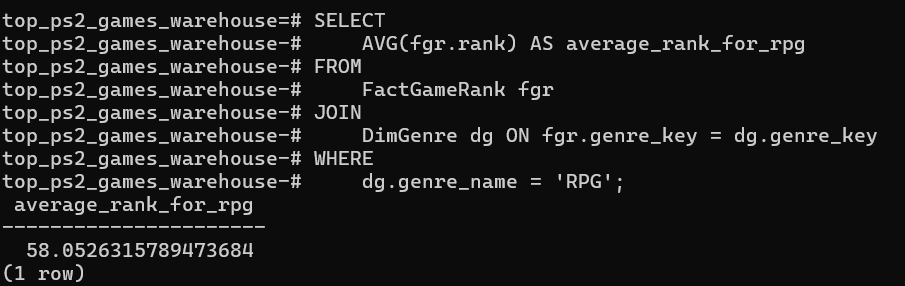 top_ps2_games_warehouse=# SELECT
top_ps2_games_warehouse-#     AVG(fgr.rank) AS average_rank_for_rpg
top_ps2_games_warehouse-# FROM
top_ps2_games_warehouse-#     FactGameRank fgr
top_ps2_games_warehouse-# JOIN
top_ps2_games_warehouse-#     DimGenre dg ON fgr.genre_key = dg.genre_key
top_ps2_games_warehouse-# WHERE
top_ps2_games_warehouse-#     dg.genre_name = 'RPG';
 average_rank_for_rpg
----------------------
  58.0526315789473684
(1 row)